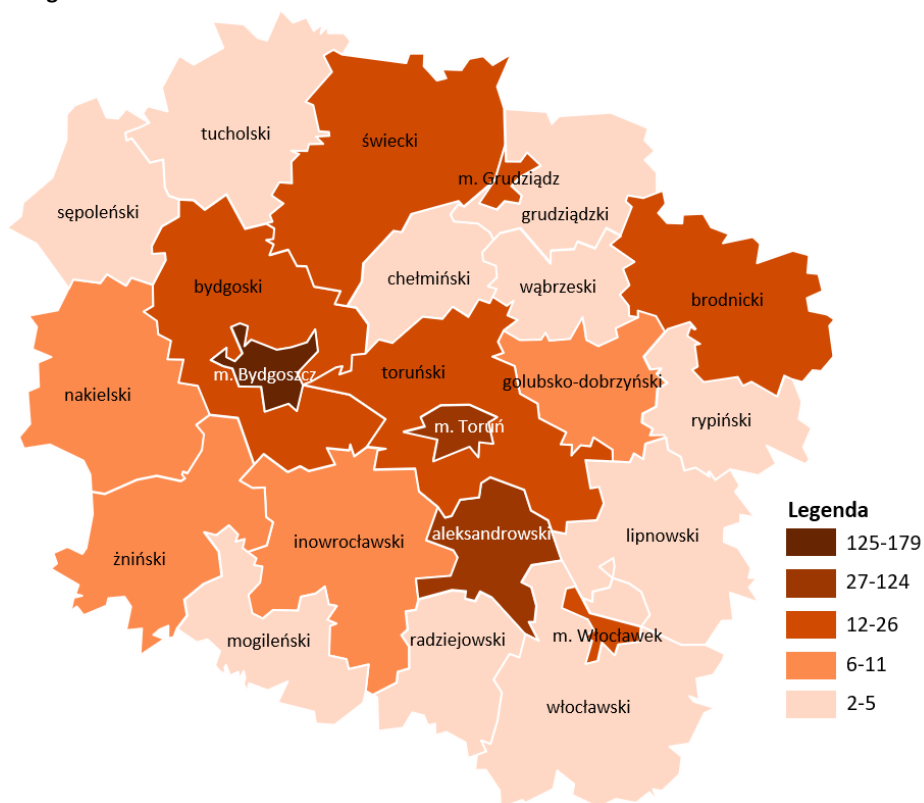 tucholski
świecki
m. Grudziądz
sępoleński
grudziądzki
chełmiński
wąbrzeski
bydgoski
brodnicki
m. Bydgoszcz
toruński
golubsko-dobrzyński
nakielski
rypiński
m. Toruń
Legenda
aleksandrowski
lipnowski
inowrocławski
125-179
żniński
27-124
12-26
mogileński
radziejowski
m. Włocławek
6-11
włocławski
2-5